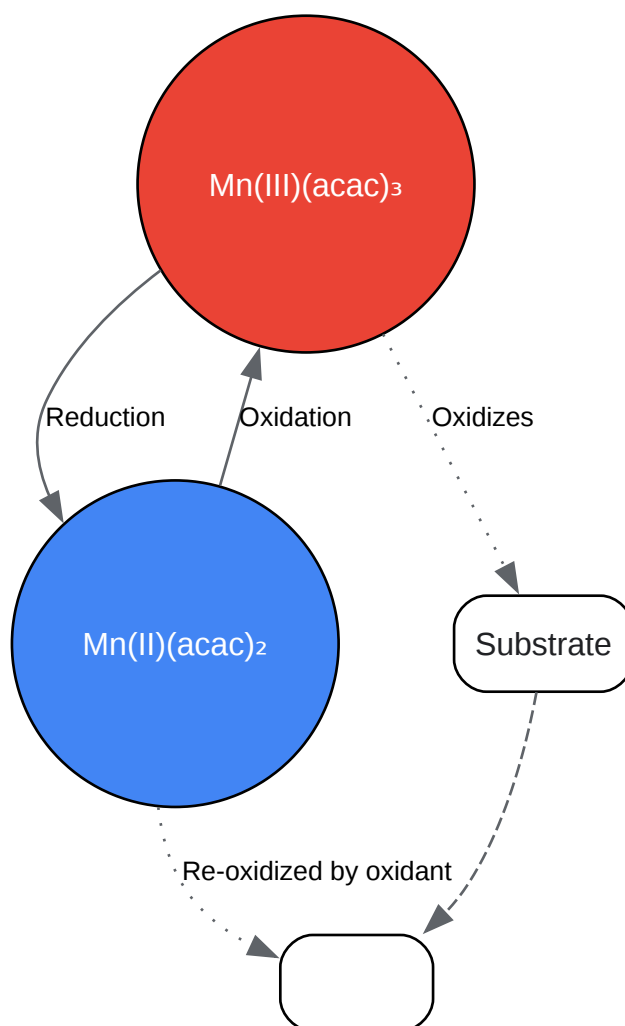 Mn(III)(acac)₃
Reduction
Oxidation
Oxidizes
Mn(II)(acac)₂
Substrate
Re-oxidized by oxidant